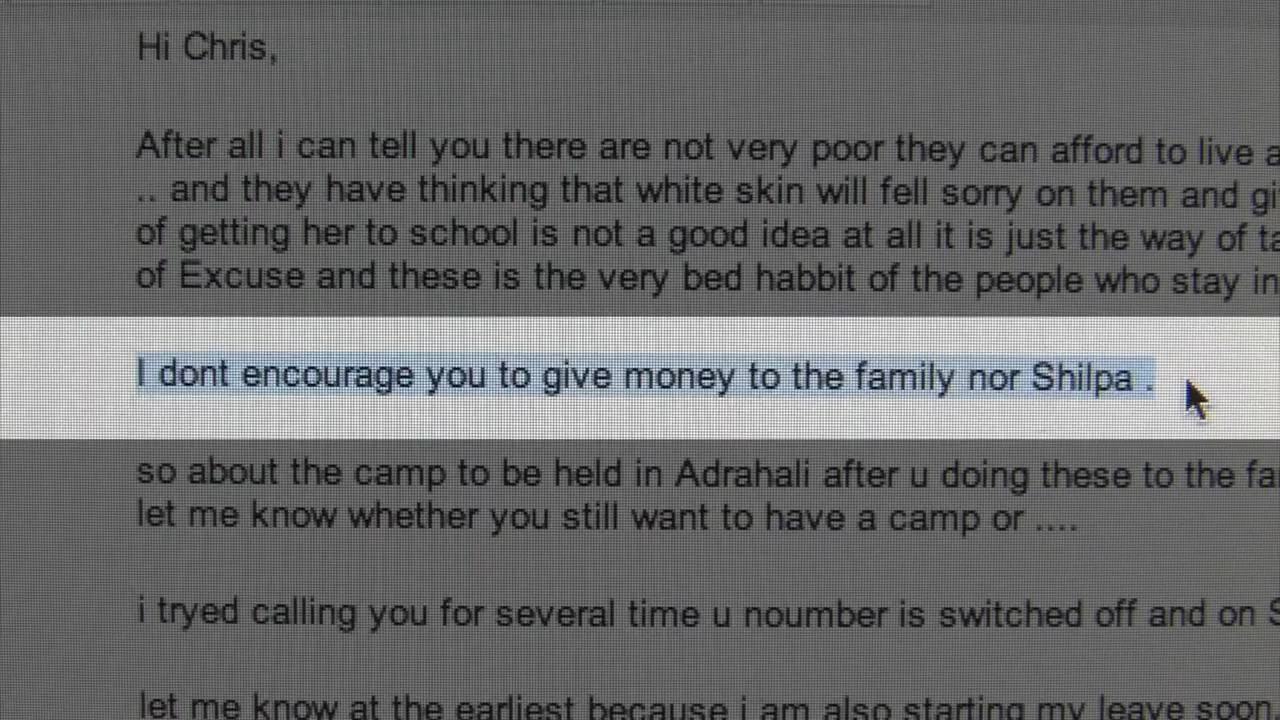 Hi Chris,
After all i can tell you there are not very poor they can afford to live a
.. and they have thinking that white skin will fell sorry on them and gi
of getting her to school is not a good idea at all it is just the way of ta
of Excuse and these is the very bed habbit of the people who stay in
I dont encourage you to give money to the family nor Shilpa .
so about the camp to be held in Adrahali after u doing these to the fa
let me know whether you still want to have a camp or ....
i tryed calling you for several time u noumber is switched off and on S
let me know at the earliest because i am also starting my leave soon